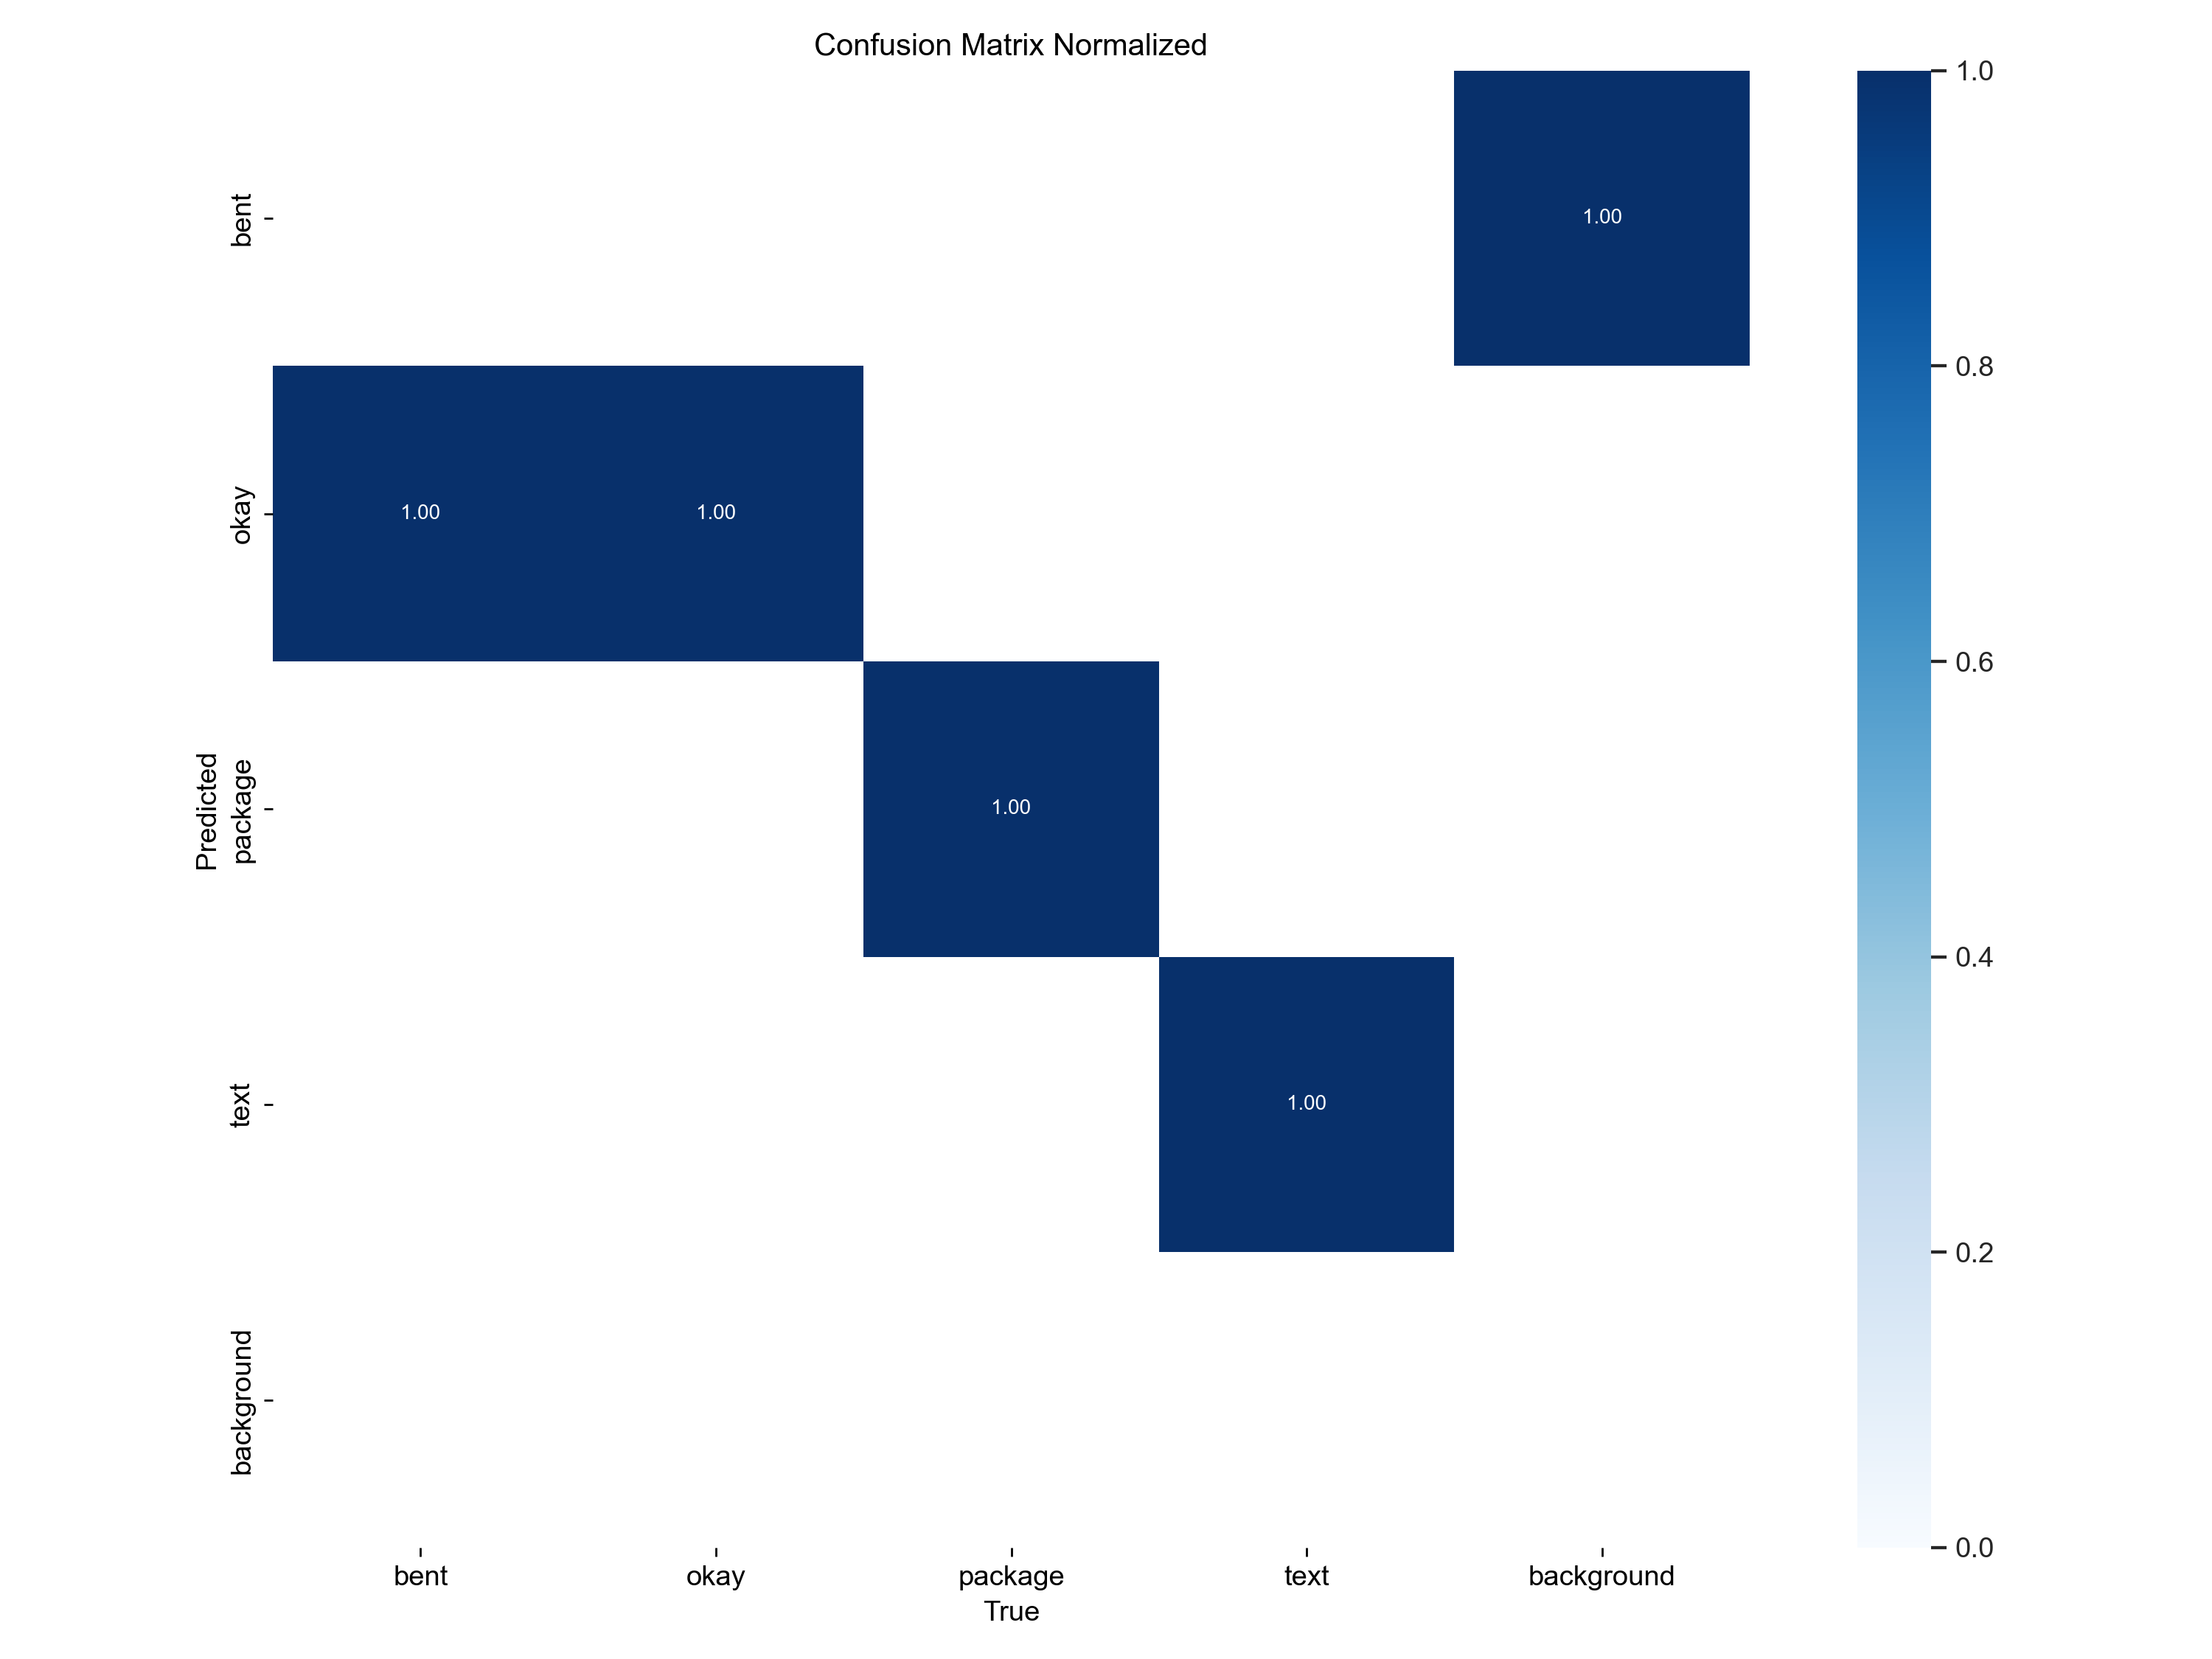 Confusion Matrix Normalized
1.0
bent
1.00
0.8
okay
1.00 1.00
0.6
Predicted
package
1.00
0.4
text
1.00
0.2
background
0.0
bent okay package text background
True